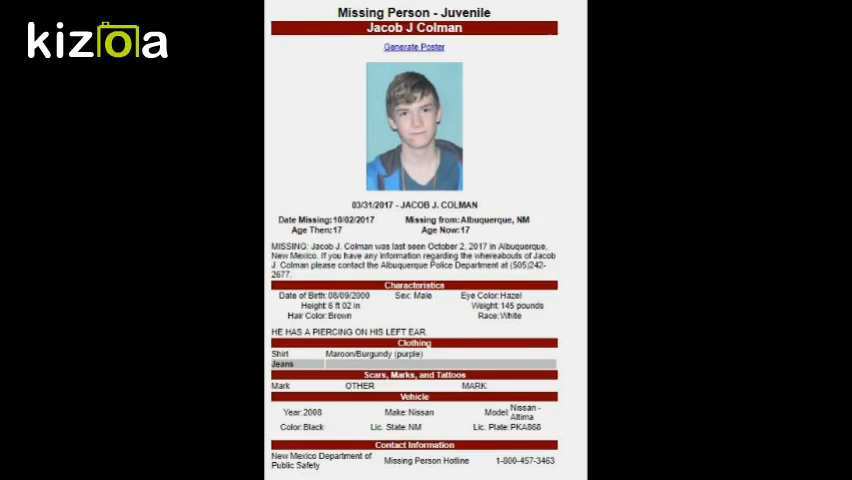 kizoa
Missing Person - Juvenile
Jacob J Colman
Generate Poster
03/31/2017 - JACOB J. COLMAN
Date Missing:10/02/2017 Missing from:Albuquerque, NM
Age Then:17 Age Now:17
MISSING: Jacob J. Colman was last seen October 2, 2017 in Albuquerque,
New Mexico. If you have any information regarding the whereabouts of Jacob
J. Colman please contact the Albuquerque Police Department at (505)242-
2677.
Characteristics
Date of Birth:08/09/2000 Sex: Male Eye Color:Hazel
Height:6 ft 02 in Weight:145 pounds
Hair Color:Brown Race:White
HE HAS A PIERCING ON HIS LEFT EAR.
Clothing
Shirt Maroon/Burgundy (purple)
Jeans
Scars, Marks, and Tattoos
Mark OTHER MARK
Vehicle
Year:2008 Make:Nissan Model:Nissan - Altima
Color:Black Lic. State:NM Lic. Plate:PKA868
Contact Information
New Mexico Department of Public Safety Missing Person Hotline 1-800-457-3463